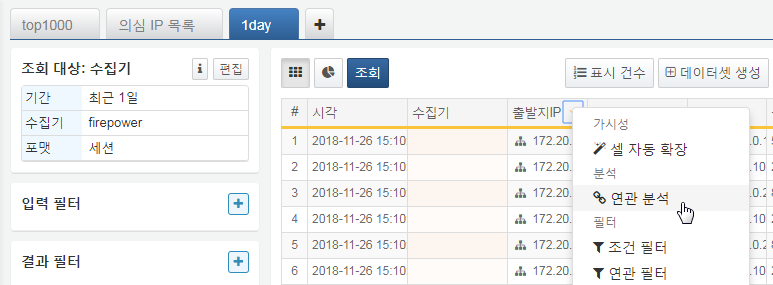 top1000 의심 IP 목록 1day
조회 대상: 수집기 편집
기간 최근 1일
수집기 firepower
포맷 세션
입력 필터
결과 필터
조회 표시 건수 데이터셋 생성
# 시각 수집기 출발지IP
1 2018-11-26 15:10 172.20.
2 2018-11-26 15:10 172.20.
3 2018-11-26 15:10 172.20.
4 2018-11-26 15:10 172.20.
5 2018-11-26 15:10 172.20.
6 2018-11-26 15:10 172.20.
가시성
셀 자동 확장
분석
연관 분석
필터
조건 필터
연관 필터